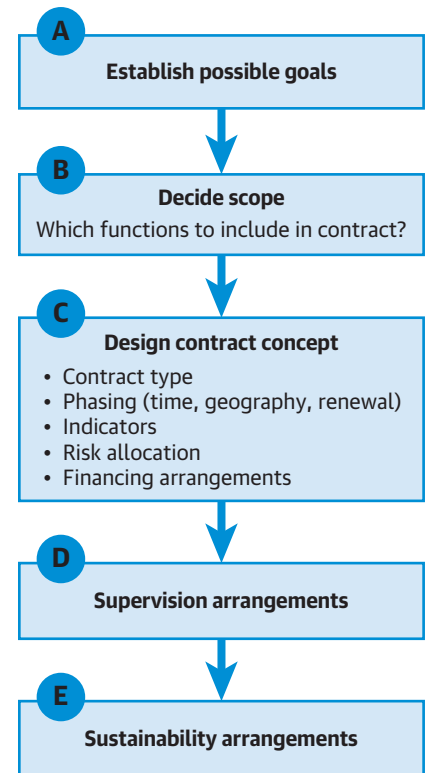 A
Establish possible goals
B
Decide scope
Which functions to include in contract?
C
Design contract concept
• Contract type
• Phasing (time, geography, renewal)
• Indicators
• Risk allocation
• Financing arrangements
D
Supervision arrangements
E
Sustainability arrangements